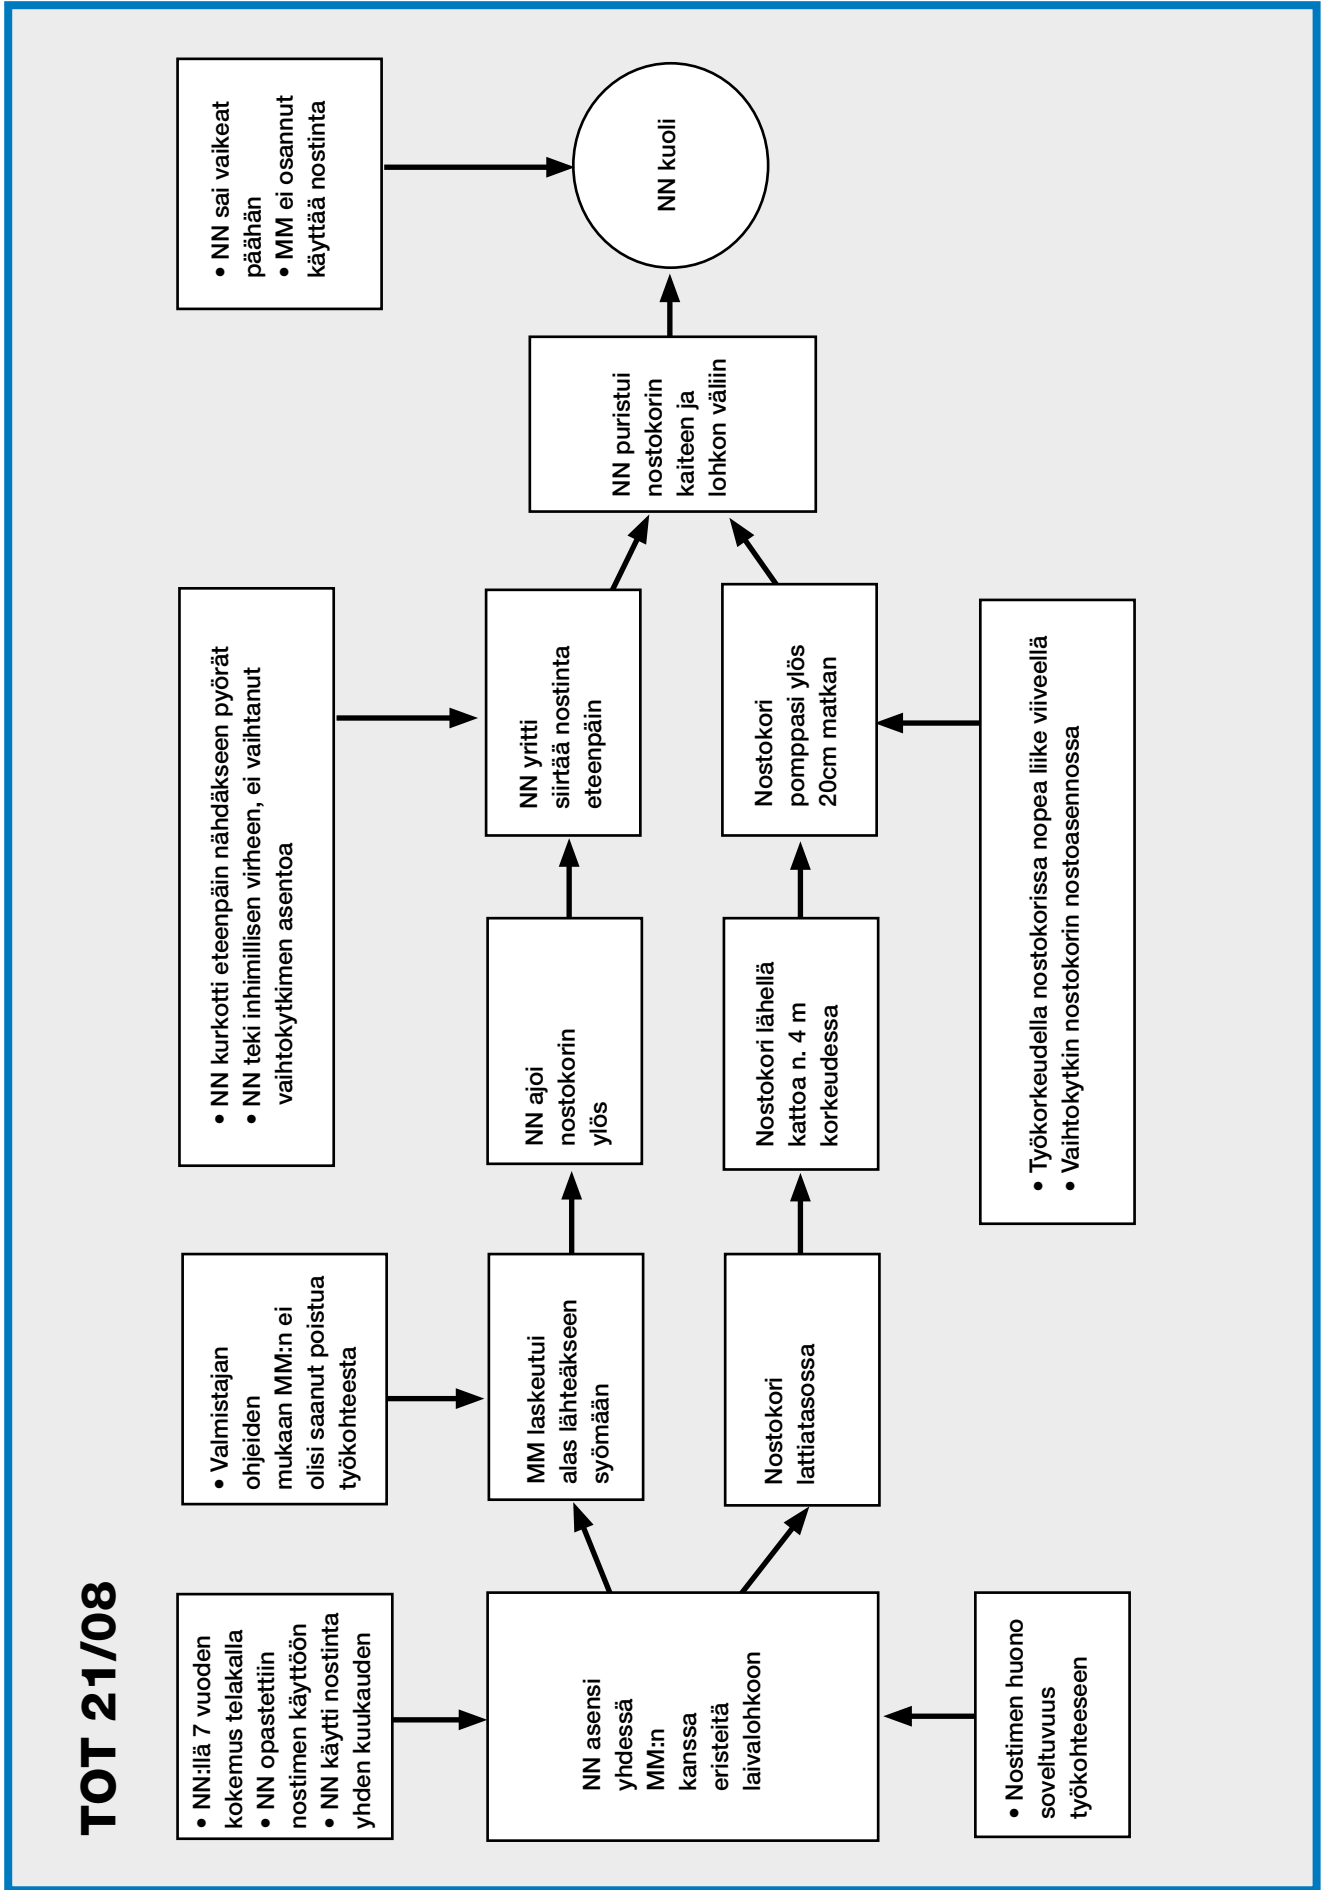 TOT 21/08
• NN:llä 7 vuoden
kokemus telakalla
• NN opastettiin
nostimen käyttöön
• NN käytti nostinta
yhden kuukauden
• Valmistajan
ohjeiden
mukaan MM:n ei
olisi saanut poistua
työkohteesta
• NN kurkotti eteenpäin nähdäkseen pyörät
• NN teki inhimillisen virheen, ei vaihtanut
vaihtokytkimen asentoa
• NN sai vaikeat
päähän
• MM ei osannut
käyttää nostinta
NN asensi
yhdessä
MM:n
kanssa
eristeitä
laivalohkoon
MM laskeutui
alas lähteäkseen
syömään
NN ajoi
nostokorin
ylös
NN yritti
siirtää nostinta
eteenpäin
NN puristui
nostokorin
kaiteen ja
lohkon väliin
NN kuoli
Nostokori
lattiatasossa
Nostokori lähellä
kattoa n. 4 m
korkeudessa
Nostokori
pomppasi ylös
20cm matkan
• Nostimen huono
soveltuvuus
työkohteeseen
• Työkorkeudella nostokorissa nopea liike viiveellä
• Vaihtokytkin nostokorin nostoasennossa